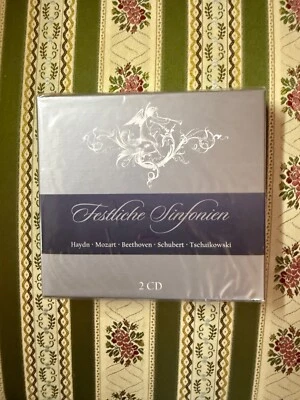 Festliche Sinfonien
Haydn · Mozart · Beethoven · Schubert · Tschaikowski
2 CD